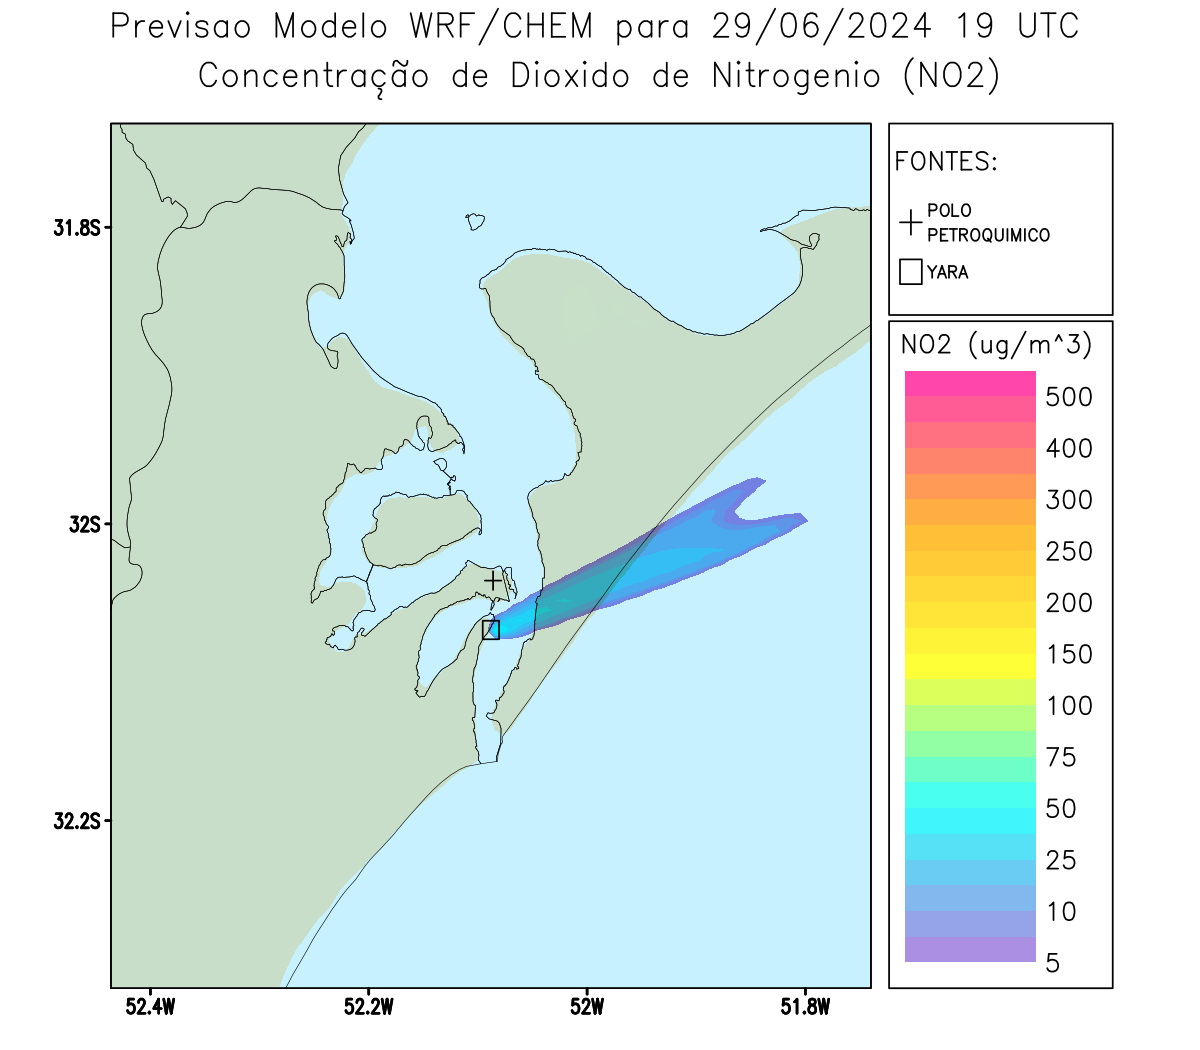 Previsao Modelo WRF/CHEM para 29/06/2024 19 UTC
Concentração de Dioxido de Nitrogenio (NO2)
FONTES:
POLO
PETROQUIMICO
YARA
NO2 (ug/m^3)
500
400
300
250
200
150
100
75
50
25
10
5
31.8S
32S
32.2S
52.4W
52.2W
52W
51.8W